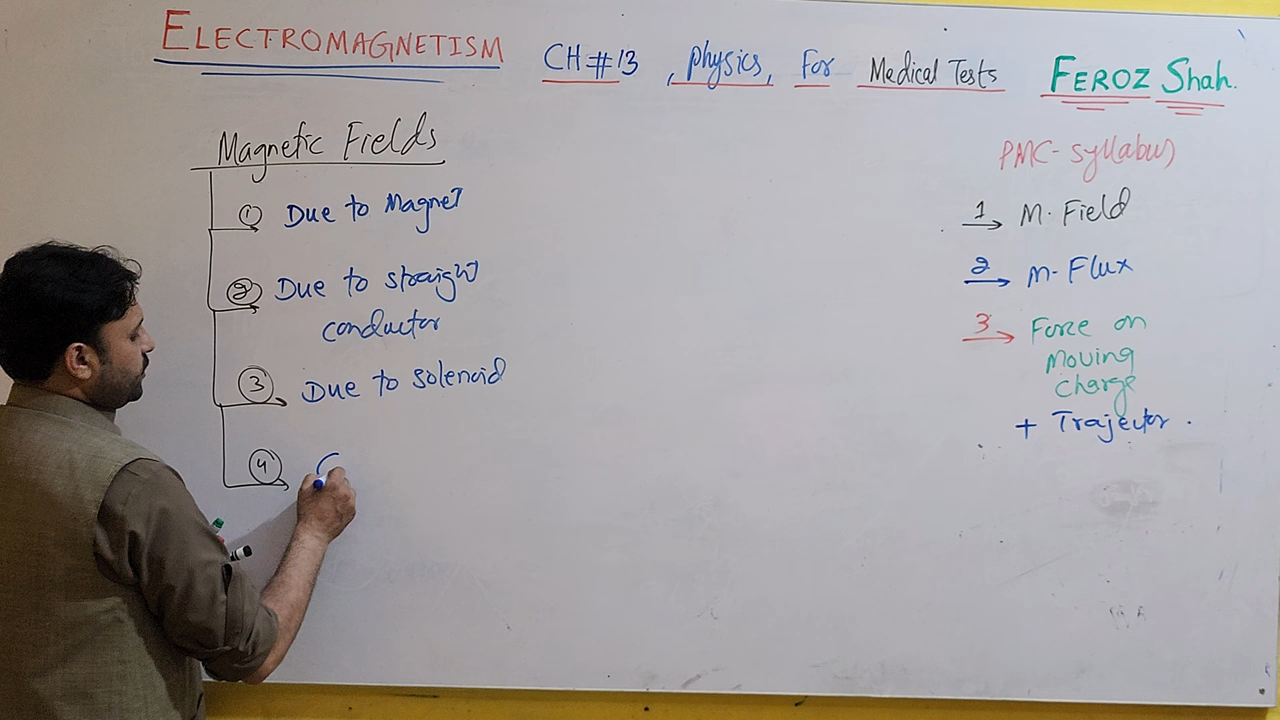 ELECTROMAGNETISM CH#13, Physics, For Medical Tests FEROZ Shah.
Magnetic Fields
① Due to Magnet
② Due to straight
conductor
③ Due to solenoid
④
PMC-syllabus
1 M. Field
2 M-Flux
3 Force on
Moving
charge
+ Trajector.